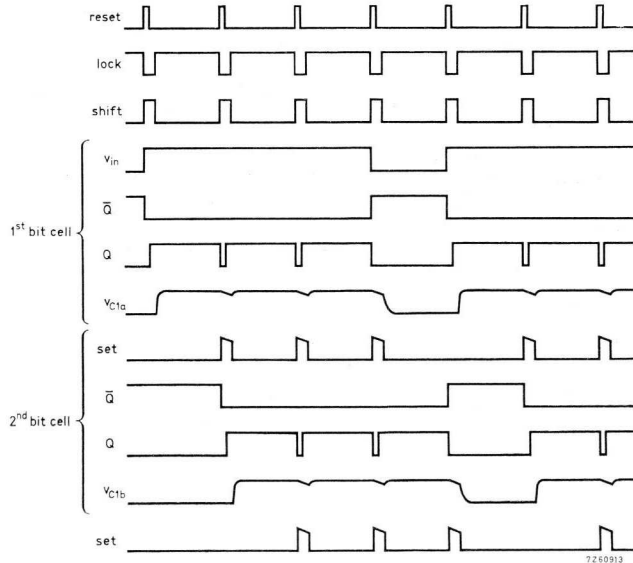 reset
lock
shift
v_in
Q̅
1st bit cell
Q
v_C1a
set
Q̅
2nd bit cell
Q
v_C1b
set
7Z60913